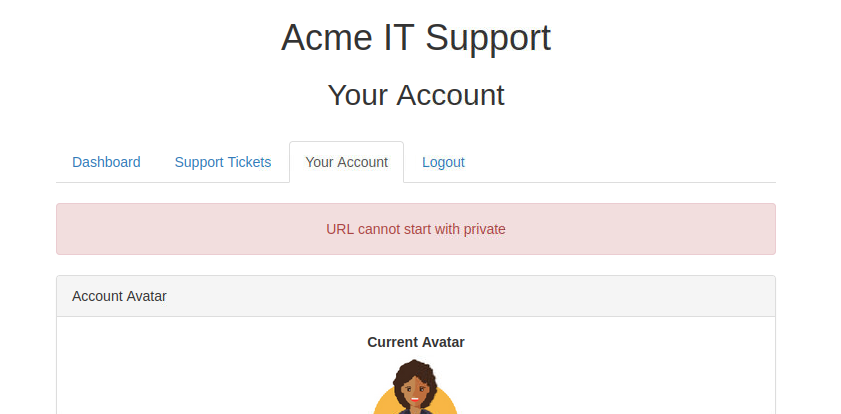 Acme IT Support
Your Account
Dashboard Support Tickets Your Account Logout
URL cannot start with private
Account Avatar
Current Avatar